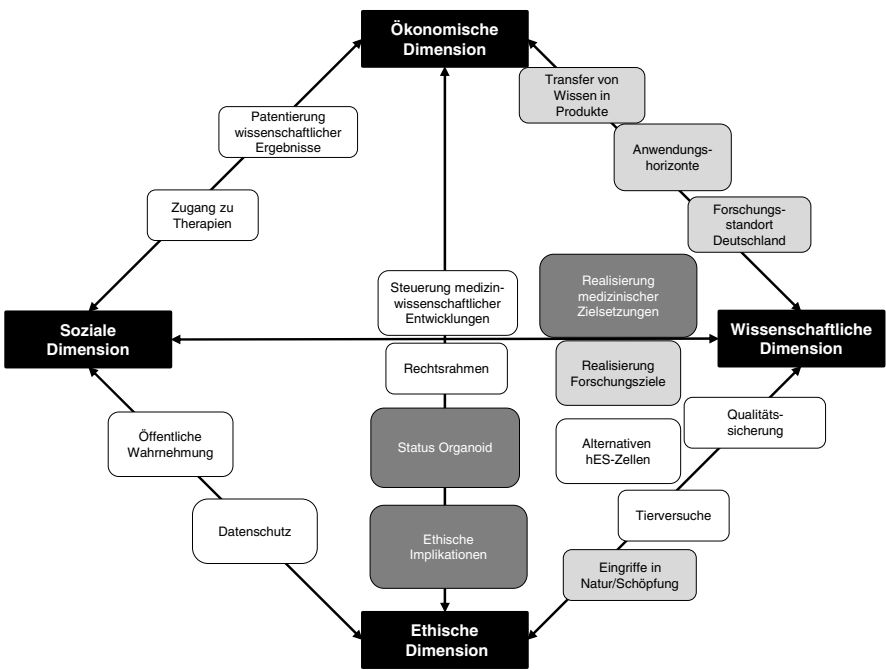 Ökonomische
Dimension
Transfer von
Wissen in
Produkte
Patentierung
wissenschaftlicher
Ergebnisse
Anwendungs-
horizonte
Zugang zu
Therapien
Forschungs-
standort
Deutschland
Steuerung medizin-
wissenschaftlicher
Entwicklungen
Realisierung
medizinischer
Zielsetzungen
Soziale
Dimension
Wissenschaftliche
Dimension
Rechtsrahmen
Realisierung
Forschungsziele
Öffentliche
Wahrnehmung
Status Organoid
Alternativen
hES-Zellen
Qualitäts-
sicherung
Datenschutz
Ethische
Implikationen
Tierversuche
Eingriffe in
Natur/Schöpfung
Ethische
Dimension